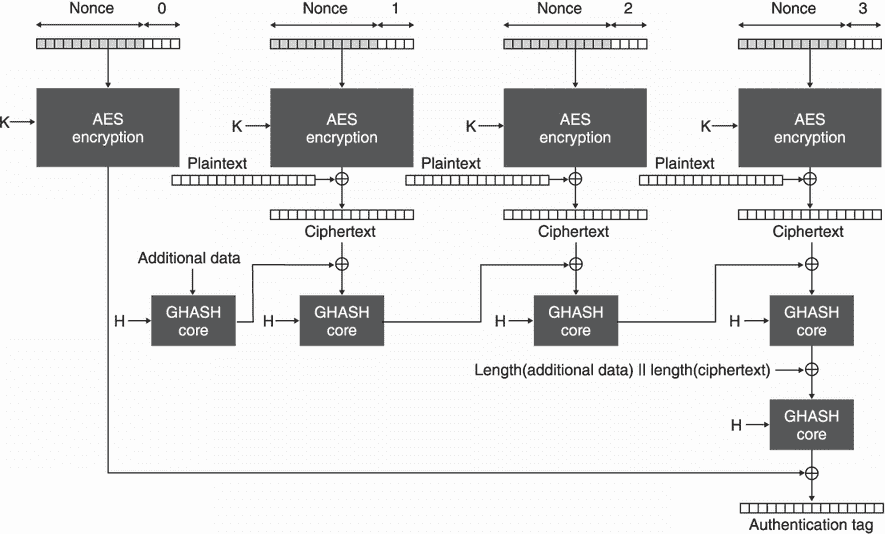 Nonce 0 Nonce 1 Nonce 2 Nonce 3
K AES encryption K AES encryption K AES encryption K AES encryption
Plaintext Plaintext Plaintext
Ciphertext Ciphertext Ciphertext
Additional data
H GHASH core H GHASH core H GHASH core H GHASH core
Length(additional data) II length(ciphertext)
H GHASH core
Authentication tag